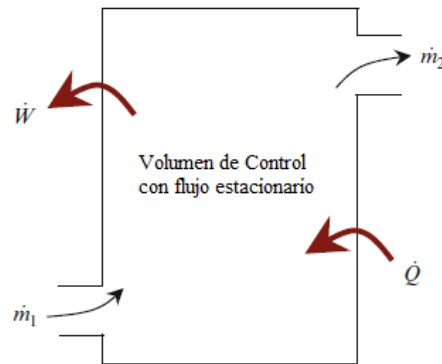 ṁ₂
Ẇ
Volumen de Control
con flujo estacionario
Q̇
ṁ₁